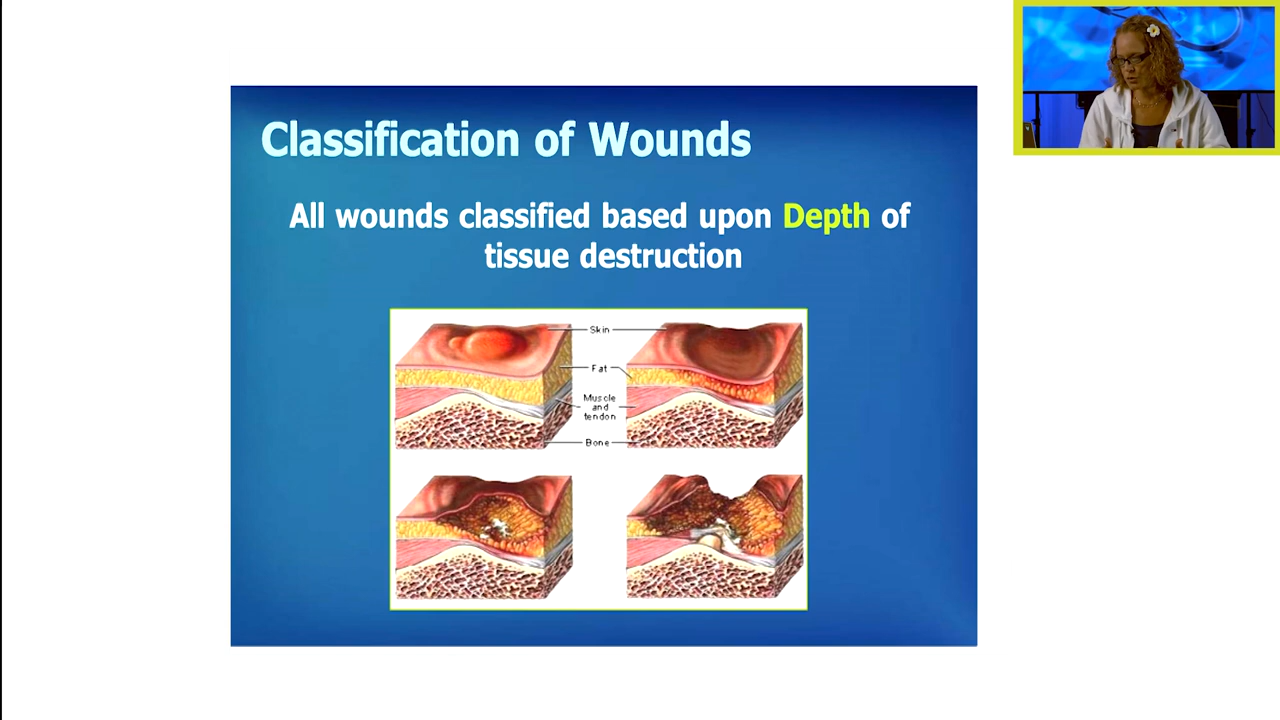 Classification of Wounds
All wounds classified based upon Depth of
tissue destruction
Skin
Fat
Muscle
and
tendon
Bone